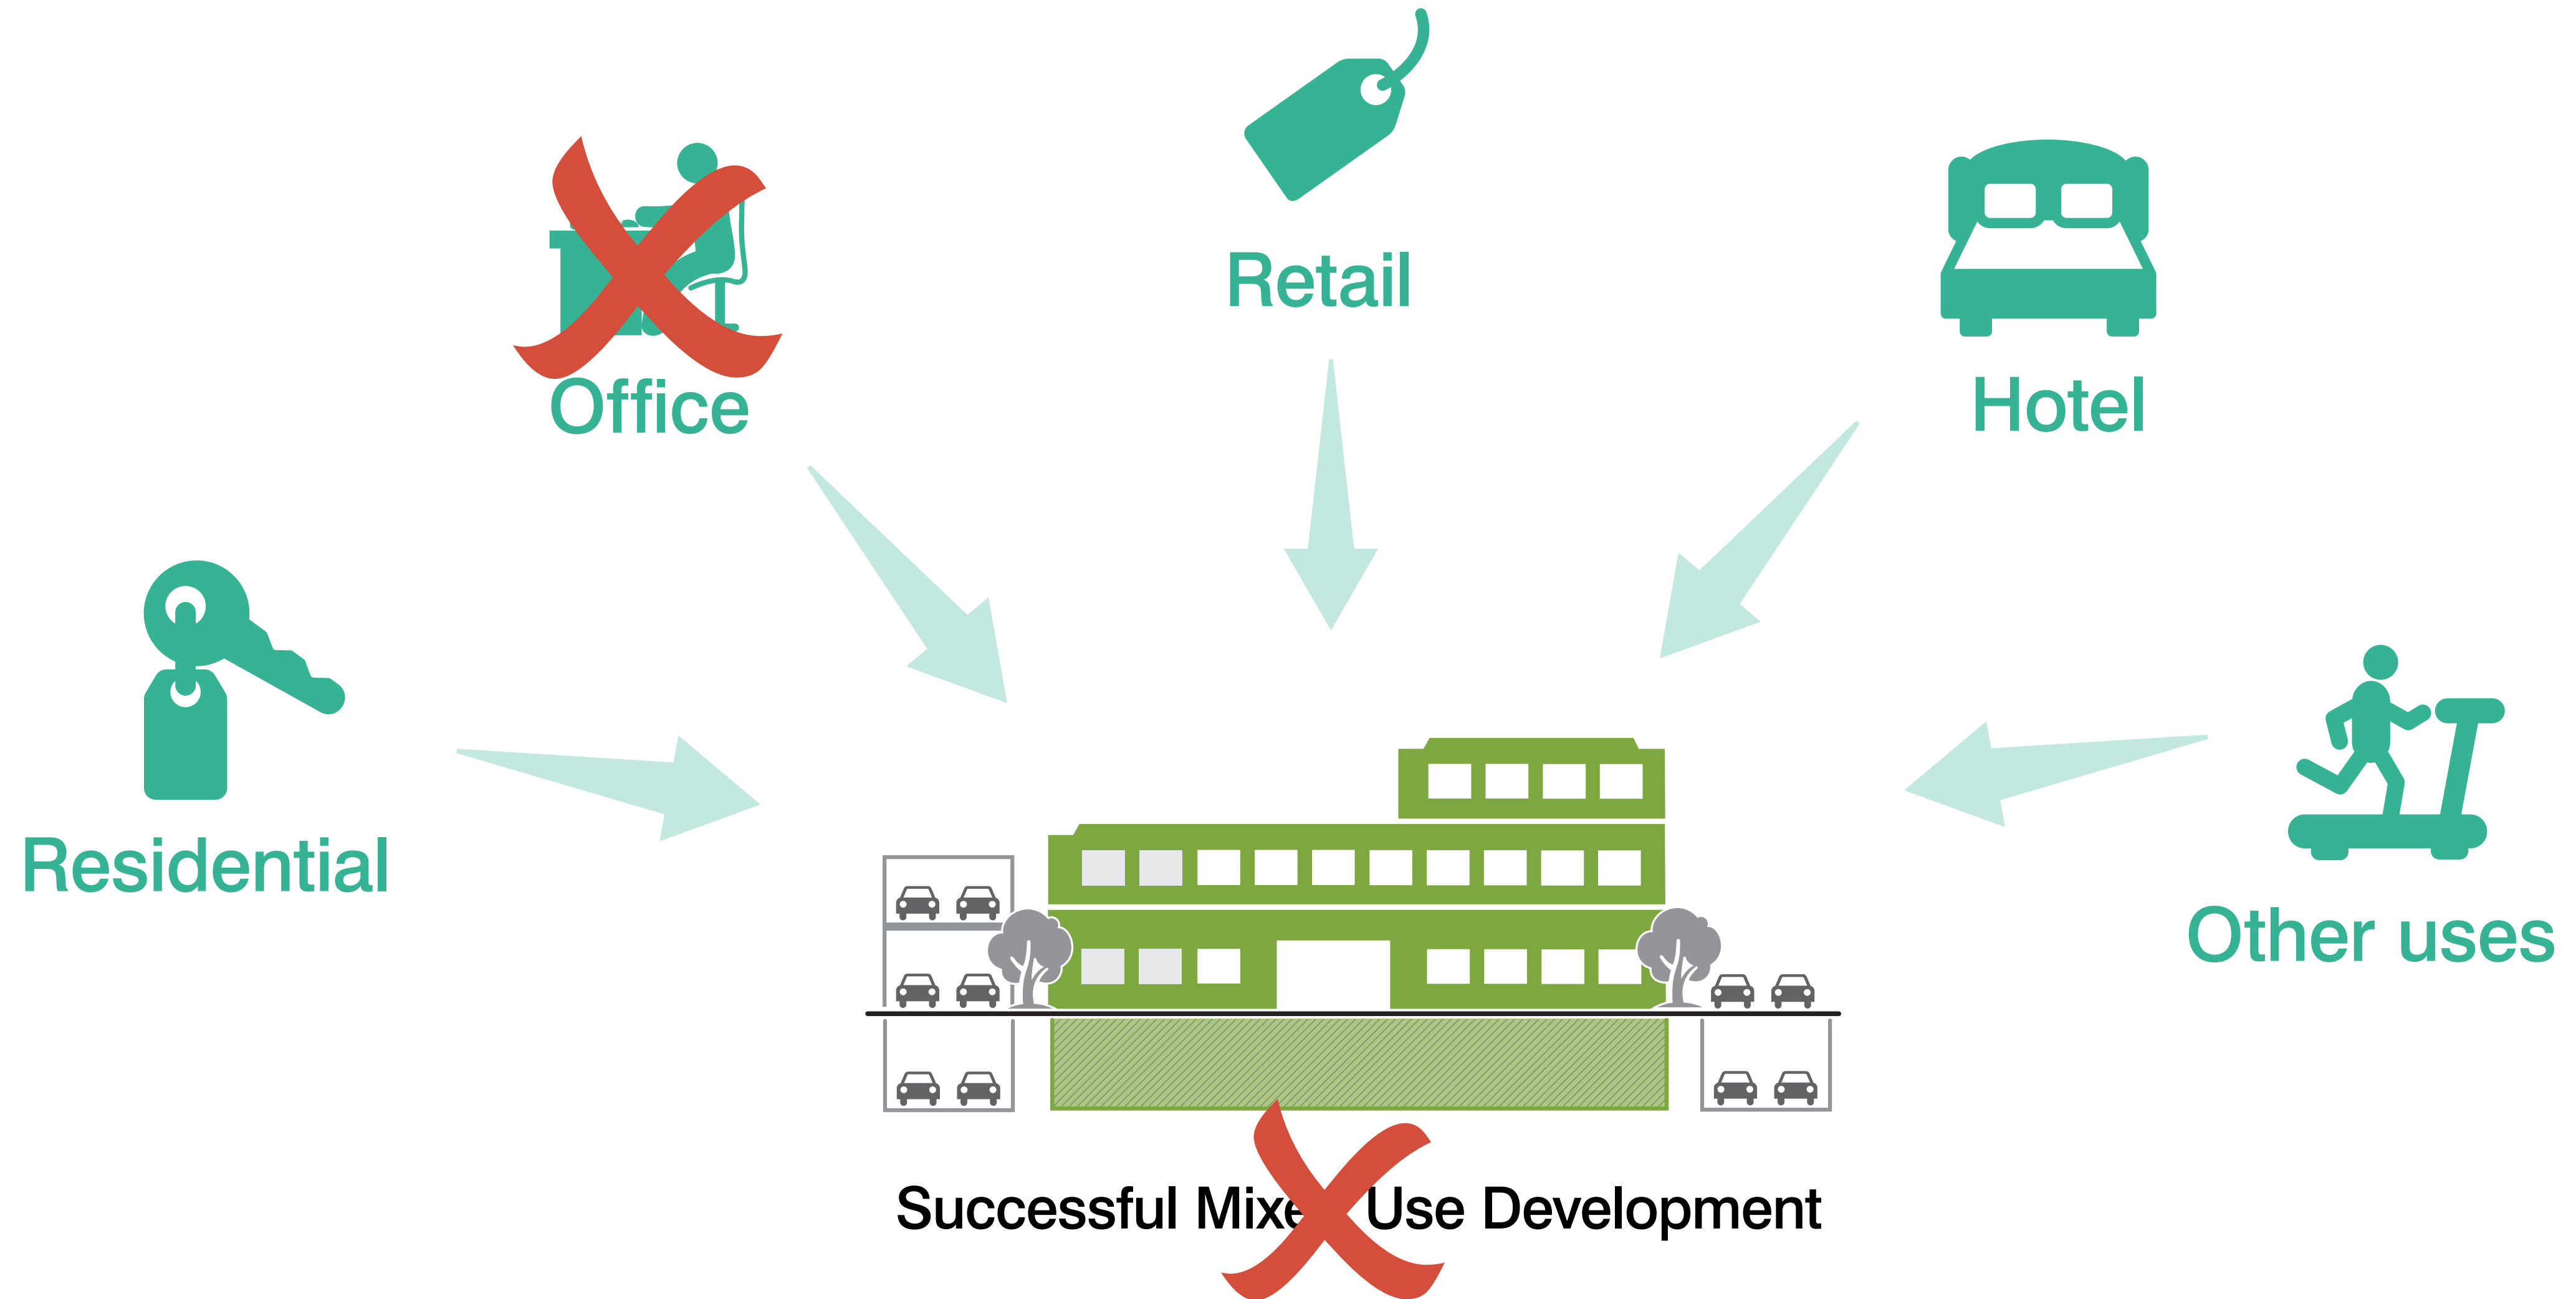 Retail
Office
Hotel
Residential
Other uses
Successful Mixe Use Development